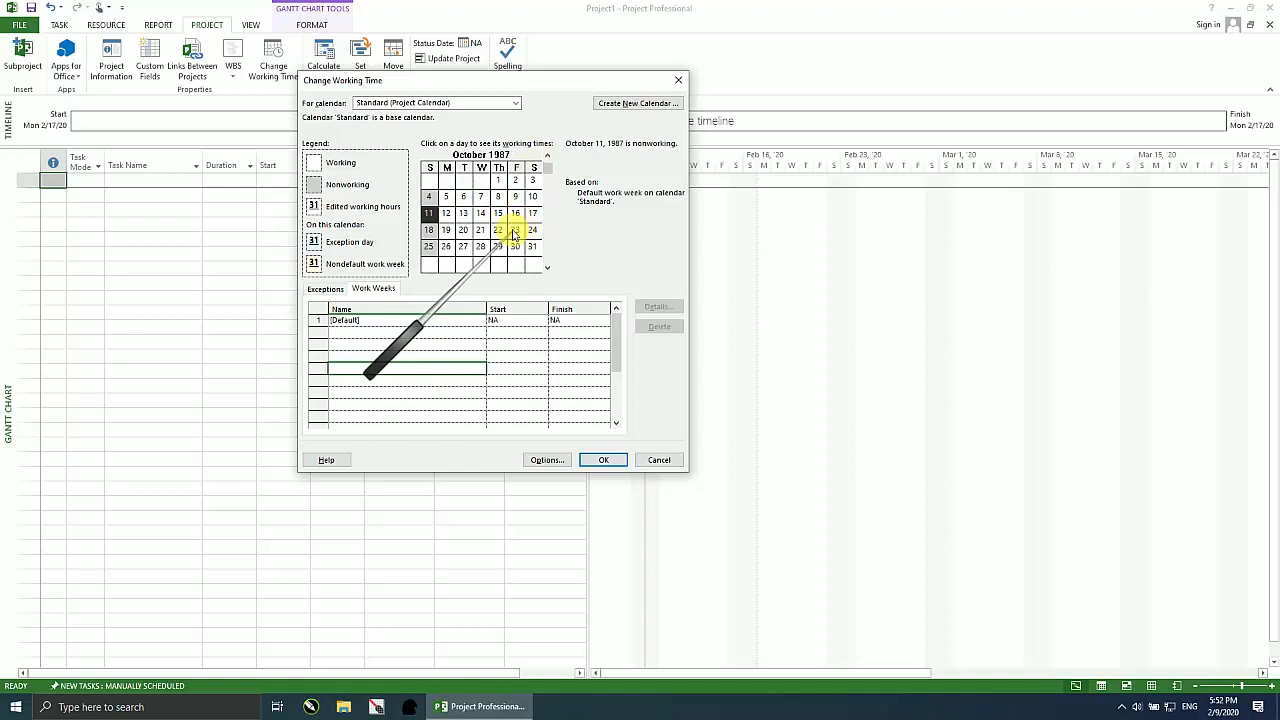 GANTT CHART TOOLS
Project1 - Project Professional
FILE TASK RESOURCE REPORT PROJECT VIEW FORMAT
Sign in
Subproject
Apps for Office
Project Information
Custom Fields
Links Between Projects
WBS
Change Working Time
Calculate
Set
Move
Status Date: NA
Update Project
ABC
Spelling
Insert
Apps
Properties
TIMELINE
Start
Mon 2/17/20
e timeline
Finish
Mon 2/17/20
Change Working Time
For calendar: Standard (Project Calendar)
Create New Calendar ...
Calendar 'Standard' is a base calendar.
Legend:
Working
Nonworking
31 Edited working hours
On this calendar:
31 Exception day
31 Nondefault work week
Click on a day to see its working times:
October 1987
S M T W Th F S
1 2 3
4 5 6 7 8 9 10
11 12 13 14 15 16 17
18 19 20 21 22 23 24
25 26 27 28 29 30 31
October 11, 1987 is nonworking.
Based on:
Default work week on calendar
'Standard'.
Exceptions Work Weeks
Name Start Finish
1 [Default] NA NA
Details...
Delete
Help
Options...
OK
Cancel
Task Mode
Task Name
Duration
Start
Feb 16, '20 Feb 23, '20 Mar 1, '20 Mar 8, '20 Mar 15, '20 Mar 22, '20
W T F S S M T W T F S S M T W T F S S M T W T F S S M T W T F S S M T W T F S S M T
GANTT CHART
READY NEW TASKS : MANUALLY SCHEDULED
Type here to search
Project Professiona...
5:52 PM
2/9/2020